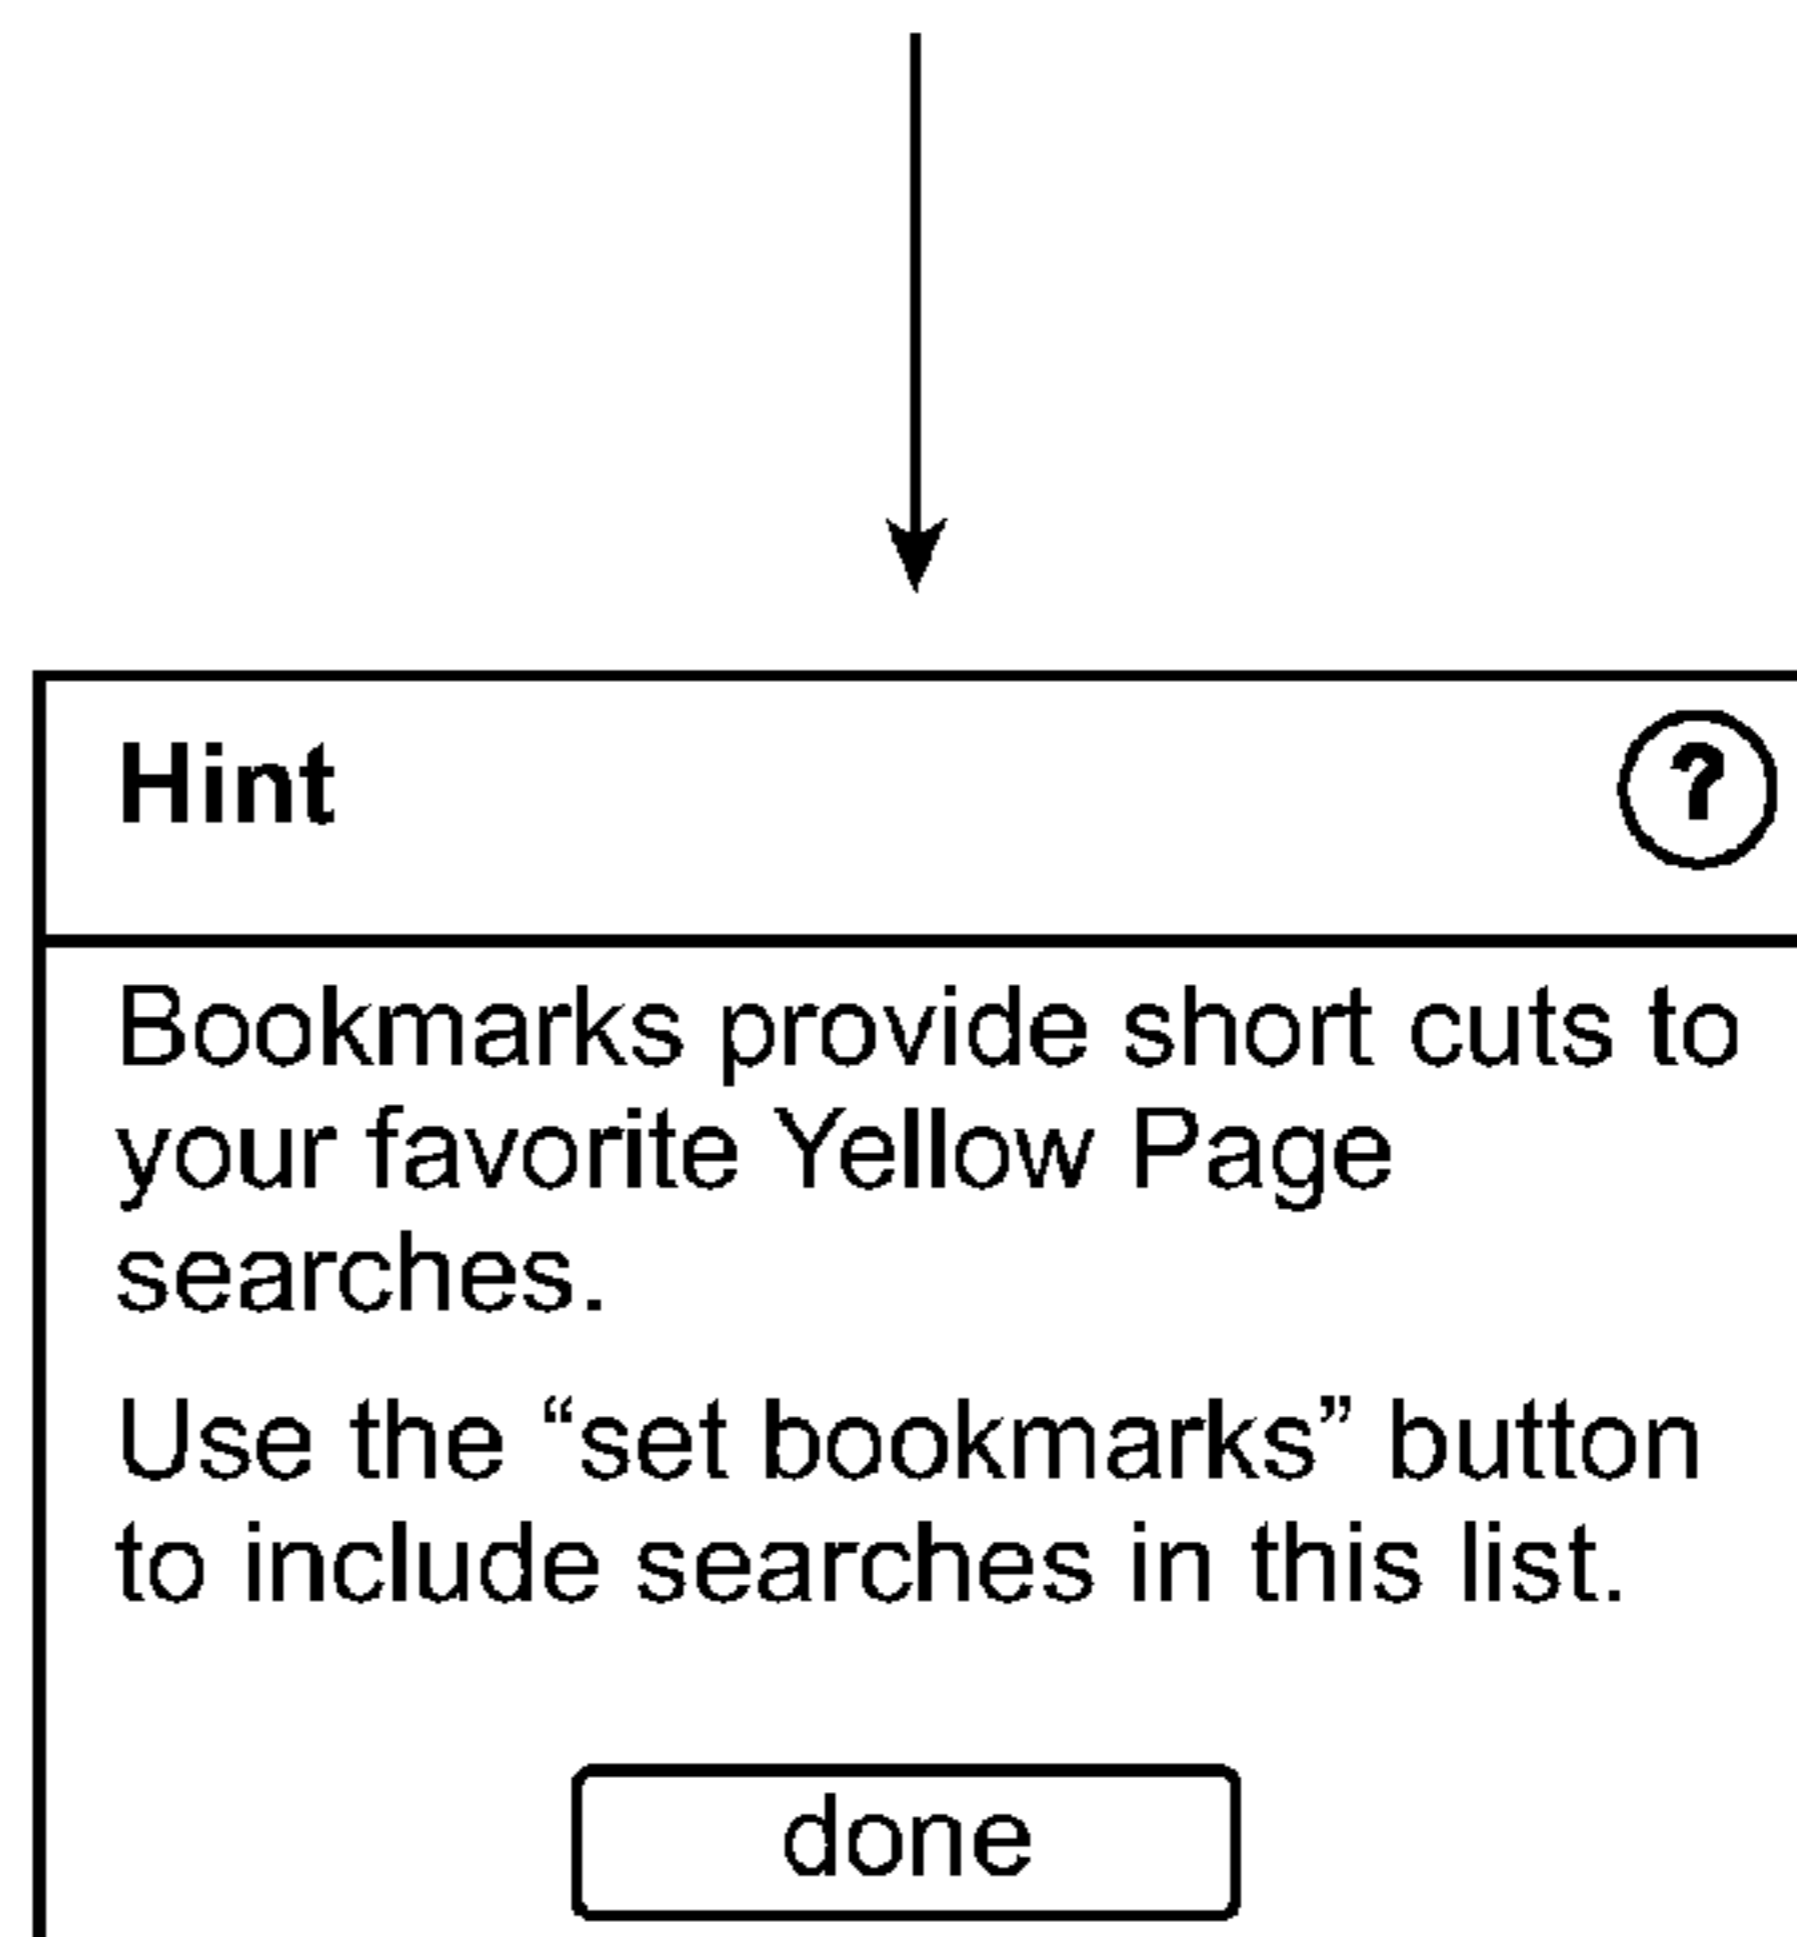 Hint ?
Bookmarks provide short cuts to
your favorite Yellow Page
searches.
Use the “set bookmarks” button
to include searches in this list.
done